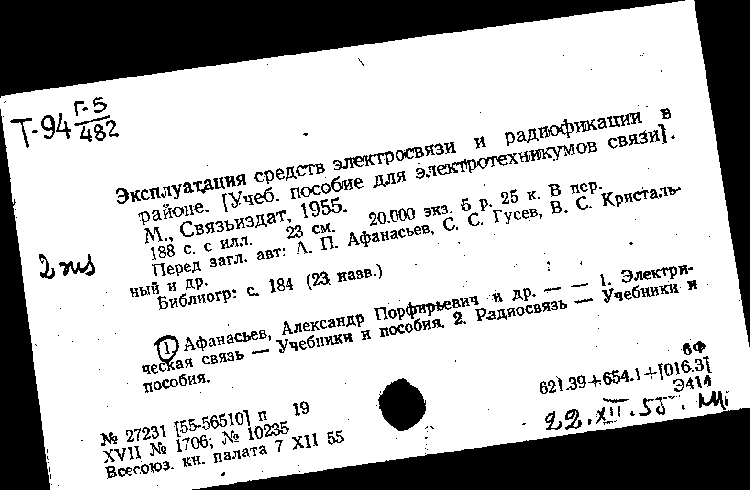 Т-94 Г-5
482
Эксплуатация средств электросвязи и радиофикации в
районе. [Учеб. пособие для электротехникумов связи].
М., Связьиздат, 1955.
188 с. с илл. 23 см. 20.000 экз. 5 р. 25 к. В пер.
Перед загл. авт: А. П. Афанасьев, С. С. Гусев, В. С. Кристаль-
ный и др.
2
Библиогр: с. 184 (23 назв.)
1. Афанасьев, Александр Порфирьевич и др. — — 1. Электри-
ческая связь — Учебники и пособия. 2. Радиосвязь — Учебники и
пособия.
6Ф
621.39+654.1+[016.3]
Э414
№ 27231 [55-56510] п 19
XVII № 1706; № 10235
Всесоюз. кн. палата 7 XII 55
22.XII.55.